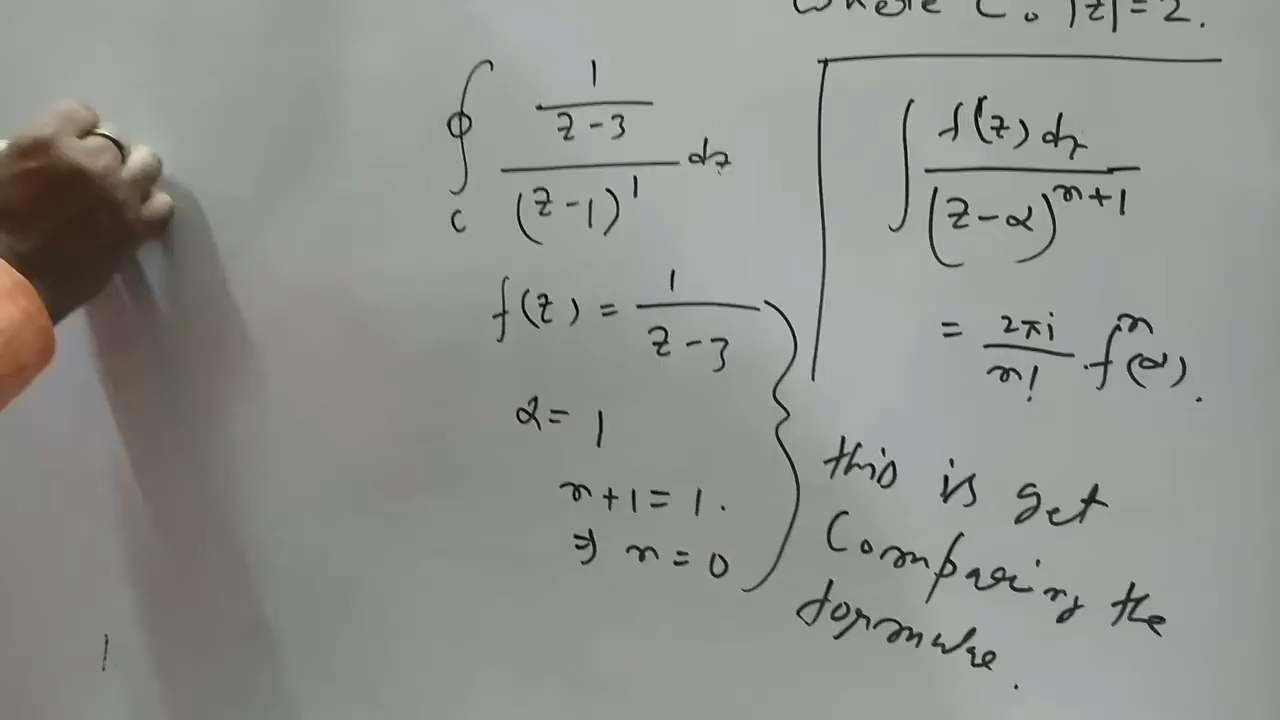 where C. |z|=2.
∮_C (1/(z-3))/(z-1)^1 dz
f(z) = 1/(z-3)
α= 1
n+1=1.
⇒ n=0
∫ f(z) dz/(z-α)^{n+1}
= 2πi/n! · f^n(α).
this is get
Comparing the
formulae.